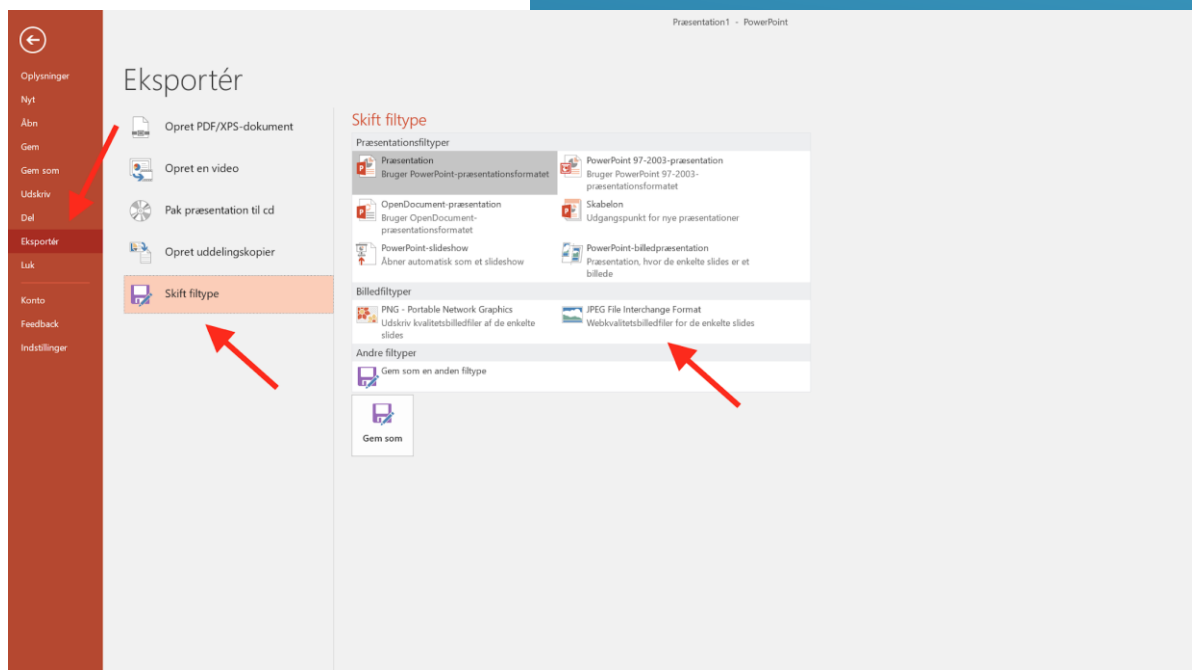 Præsentation1 - PowerPoint
Oplysninger
Nyt
Åbn
Gem
Gem som
Udskriv
Del
Eksportér
Luk
Konto
Feedback
Indstillinger
Eksportér
Opret PDF/XPS-dokument
Opret en video
Pak præsentation til cd
Opret uddelingskopier
Skift filtype
Skift filtype
Præsentationsfiltyper
Præsentation
Bruger PowerPoint-præsentationsformatet
PowerPoint 97-2003-præsentation
Bruger PowerPoint 97-2003-
præsentationsformatet
OpenDocument-præsentation
Bruger OpenDocument-
præsentationsformatet
Skabelon
Udgangspunkt for nye præsentationer
PowerPoint-slideshow
Åbner automatisk som et slideshow
PowerPoint-billedpræsentation
Præsentation, hvor de enkelte slides er et
billede
Billedfiltyper
PNG - Portable Network Graphics
Udskriv kvalitetsbilledfiler af de enkelte
slides
JPEG File Interchange Format
Webkvalitetsbilledfiler for de enkelte slides
Andre filtyper
Gem som en anden filtype
Gem som